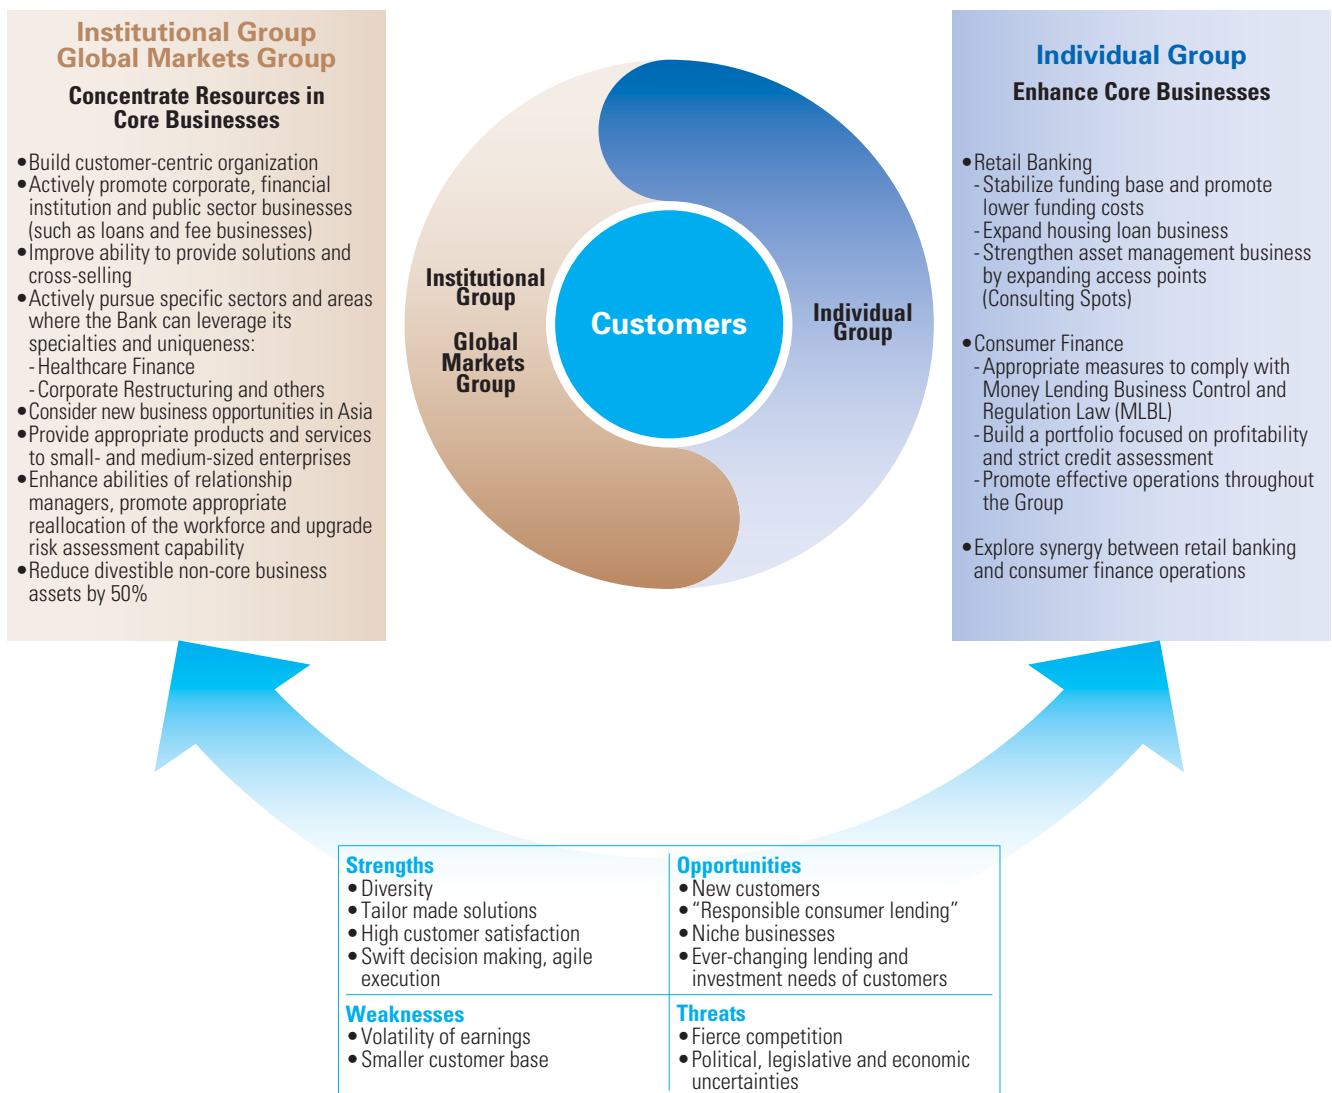 Institutional Group
Global Markets Group
Concentrate Resources in
Core Businesses
•Build customer-centric organization
•Actively promote corporate, financial
institution and public sector businesses
(such as loans and fee businesses)
•Improve ability to provide solutions and
cross-selling
•Actively pursue specific sectors and areas
where the Bank can leverage its
specialties and uniqueness:
- Healthcare Finance
- Corporate Restructuring and others
•Consider new business opportunities in Asia
•Provide appropriate products and services
to small- and medium-sized enterprises
•Enhance abilities of relationship
managers, promote appropriate
reallocation of the workforce and upgrade
risk assessment capability
•Reduce divestible non-core business
assets by 50%
Institutional
Group
Global
Markets
Group
Customers
Individual
Group
Individual Group
Enhance Core Businesses
•Retail Banking
- Stabilize funding base and promote
lower funding costs
- Expand housing loan business
- Strengthen asset management business
by expanding access points
(Consulting Spots)
•Consumer Finance
- Appropriate measures to comply with
Money Lending Business Control and
Regulation Law (MLBL)
- Build a portfolio focused on profitability
and strict credit assessment
- Promote effective operations throughout
the Group
•Explore synergy between retail banking
and consumer finance operations
Strengths
•Diversity
•Tailor made solutions
•High customer satisfaction
•Swift decision making, agile
execution
Opportunities
•New customers
•“Responsible consumer lending”
•Niche businesses
•Ever-changing lending and
investment needs of customers
Weaknesses
•Volatility of earnings
•Smaller customer base
Threats
•Fierce competition
•Political, legislative and economic
uncertainties